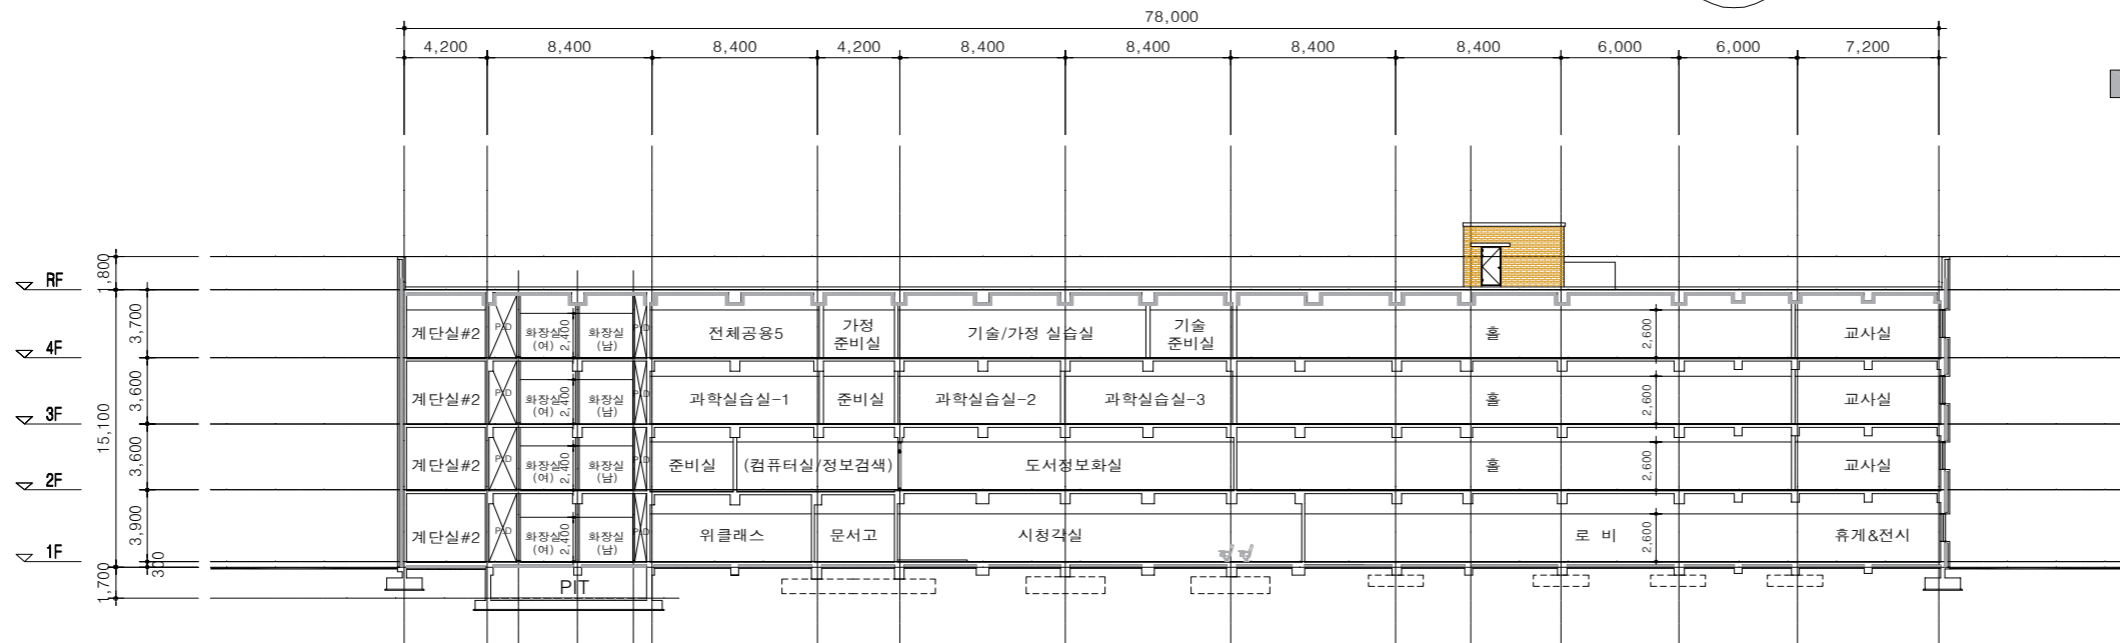 78,000
4,200 8,400 8,400 4,200 8,400 8,400 8,400 8,400 6,000 6,000 7,200
1,800
RF
3,700
계단실#2 P.D 화장실 (여) 2,400 화장실 (남) P.D 전체공용5 가정 준비실 기술/가정 실습실 기술 준비실 홀 2,600 교사실
4F
3,600
계단실#2 P.D 화장실 (여) 2,400 화장실 (남) P.D 과학실습실-1 준비실 과학실습실-2 과학실습실-3 홀 2,600 교사실
3F
15,100
3,600
계단실#2 P.D 화장실 (여) 2,400 화장실 (남) P.D 준비실 (컴퓨터실/정보검색) 도서정보화실 홀 2,600 교사실
2F
3,900
계단실#2 P.D 화장실 (여) 2,400 화장실 (남) P.D 위클래스 문서고 시청각실 로 비 2,600 휴게&전시
1F
300
1,700
PIT